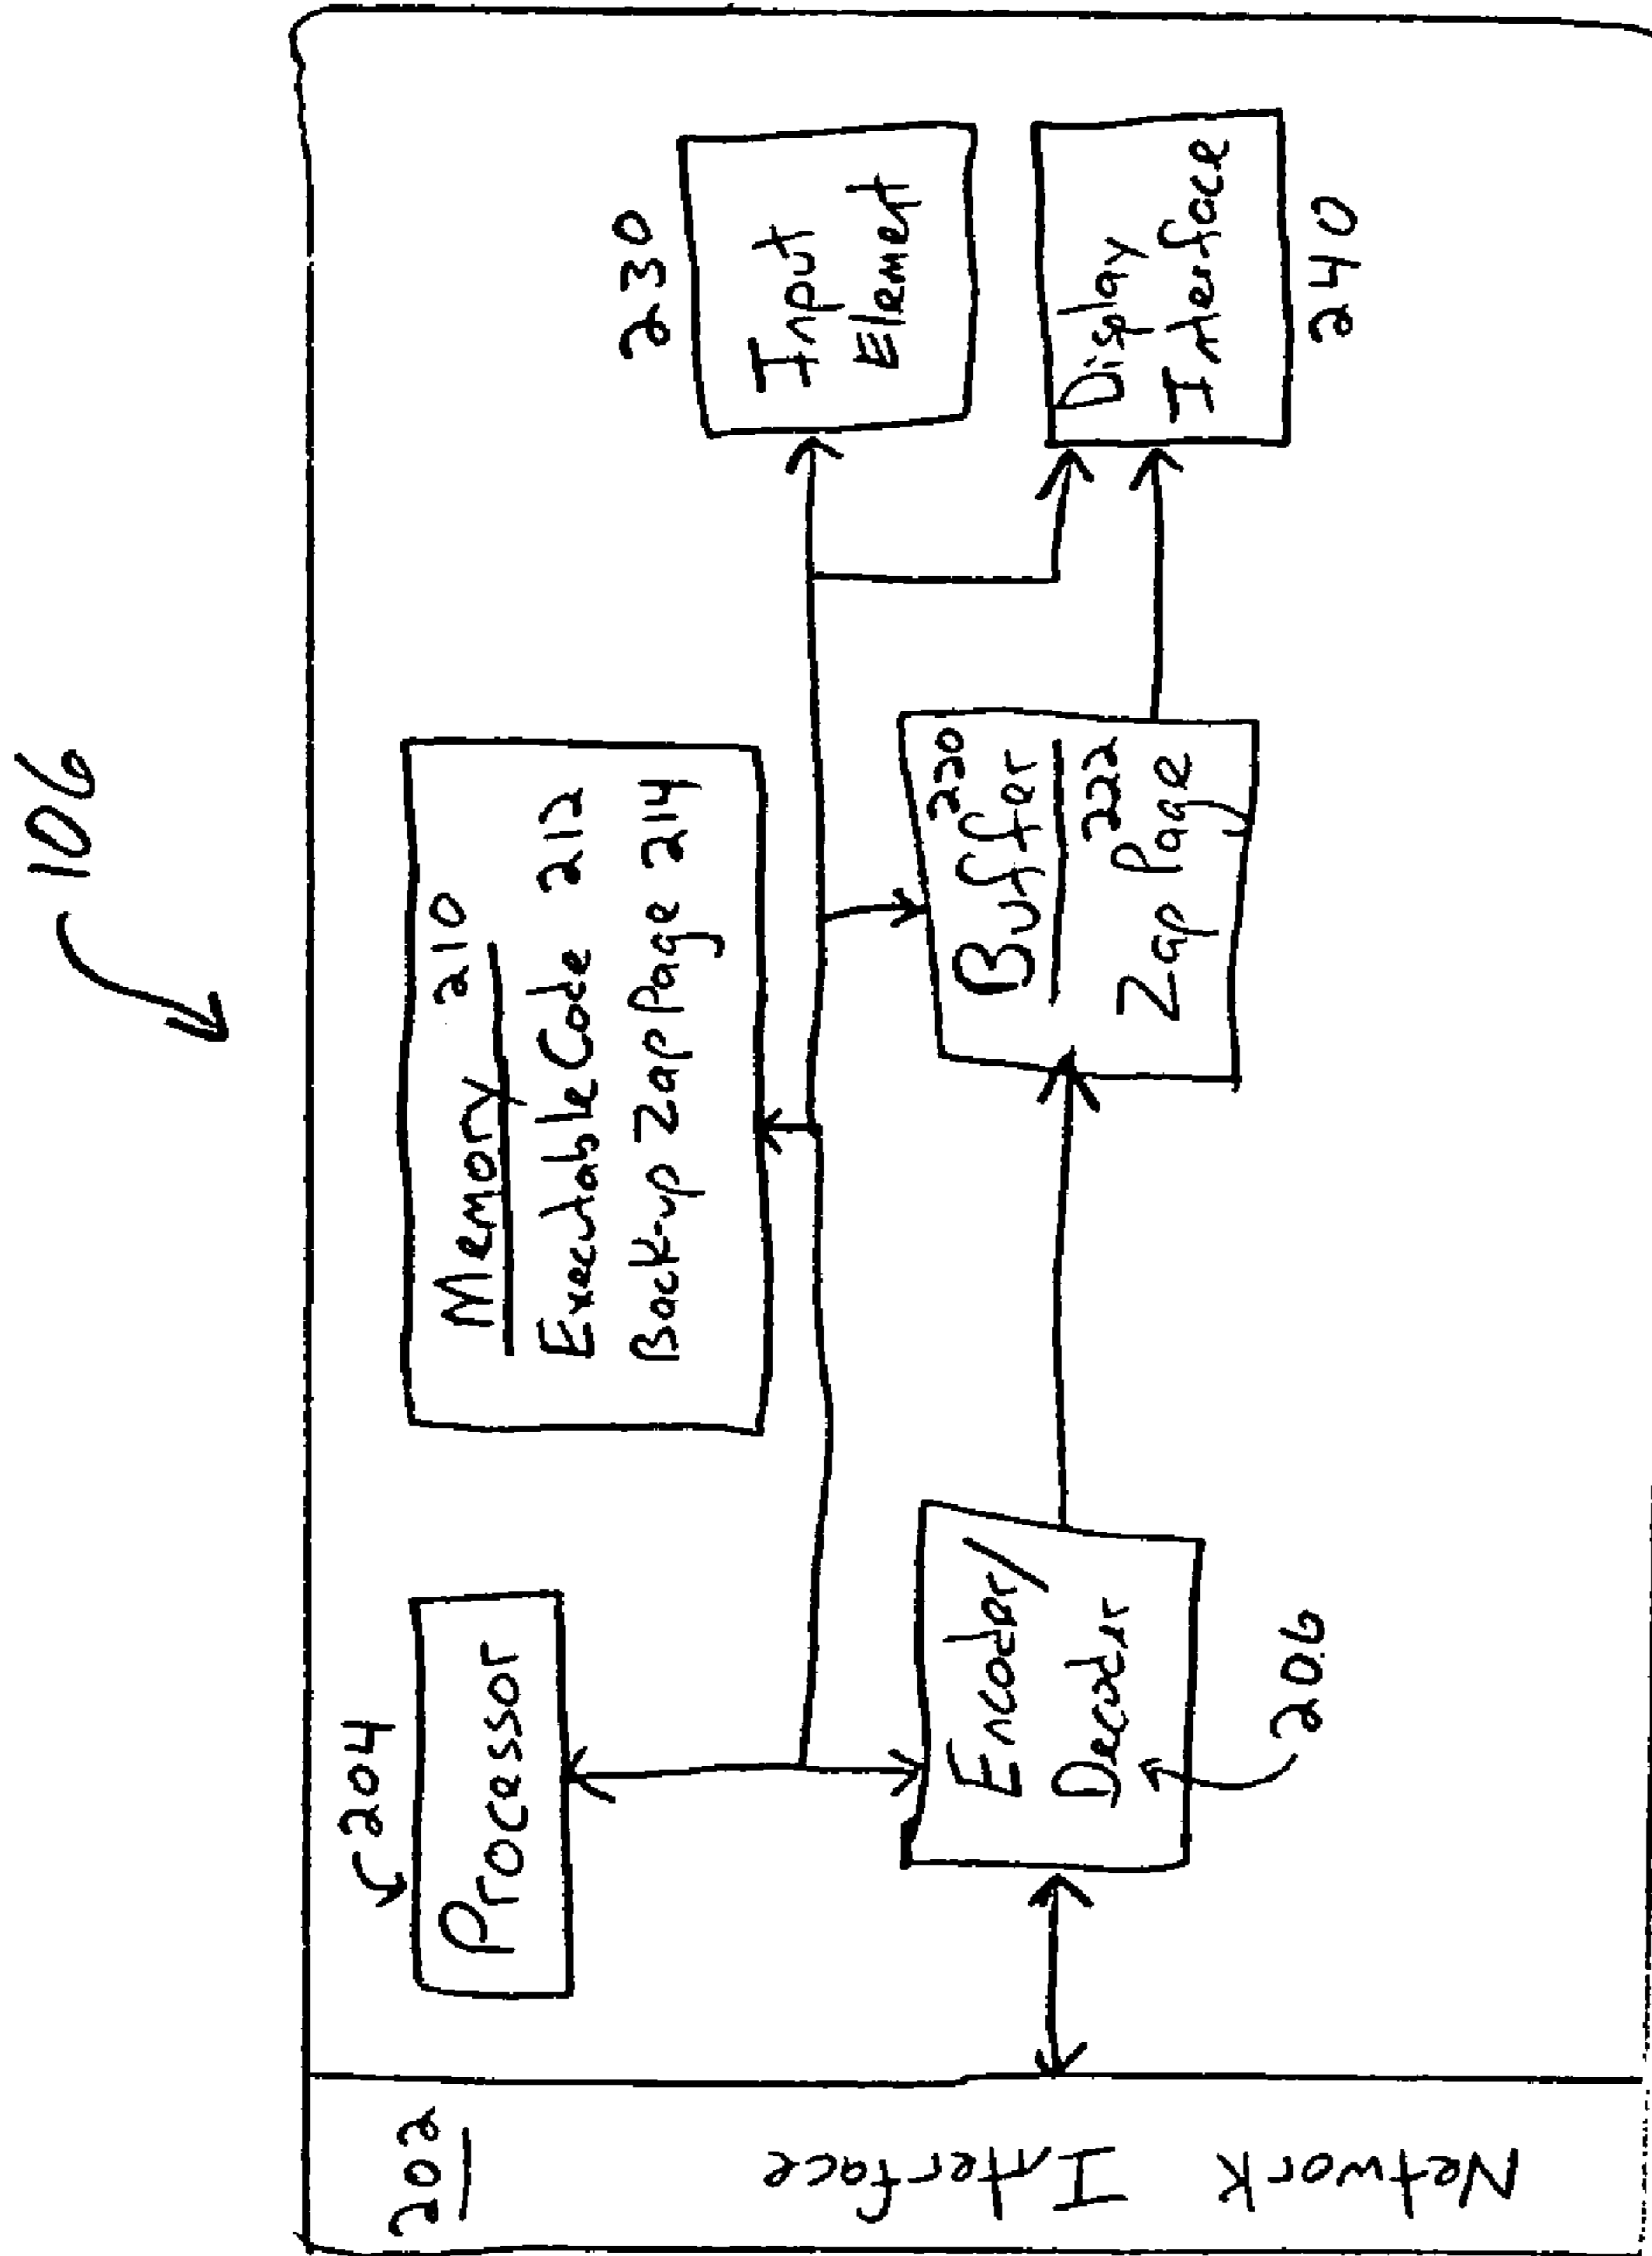 106
202
Network
Interface
204
Processor
Memory 210
Executable Code 212
Back-up Zap Page 214
230
Input
Element
Encoder/
Decoder
206
Buffer 220
222
Zap Page
Display
Interface
240